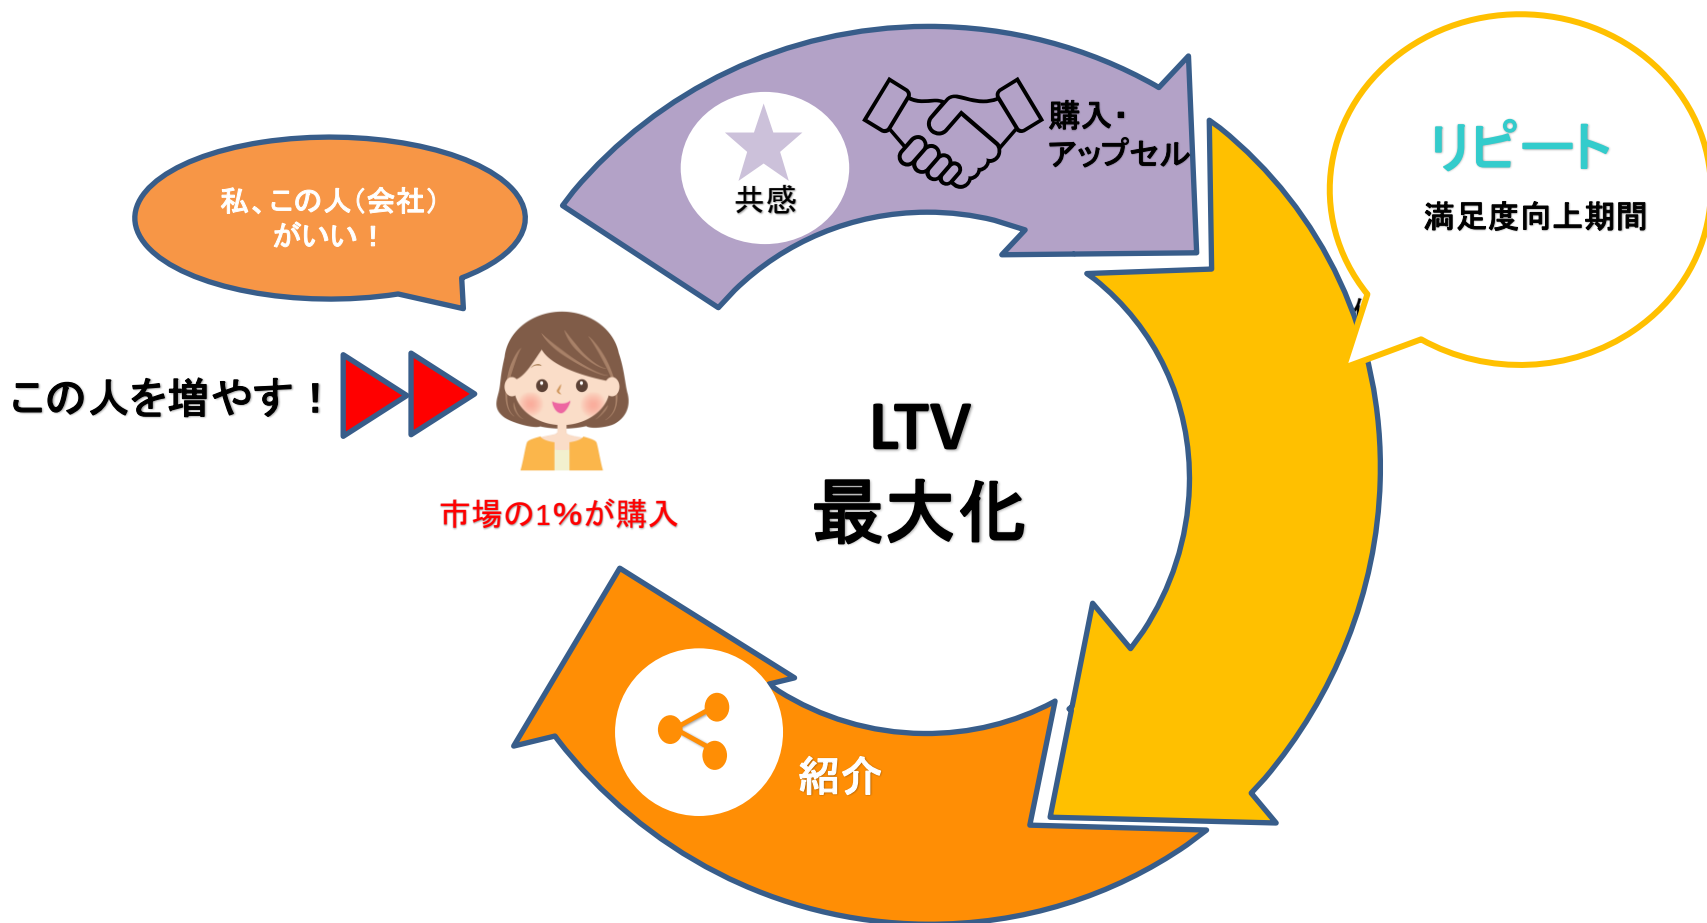 共感
購入・
アップセル
リピート
満足度向上期間
私、この人（会社）
がいい！
この人を増やす！
市場の1%が購入
LTV
最大化
紹介